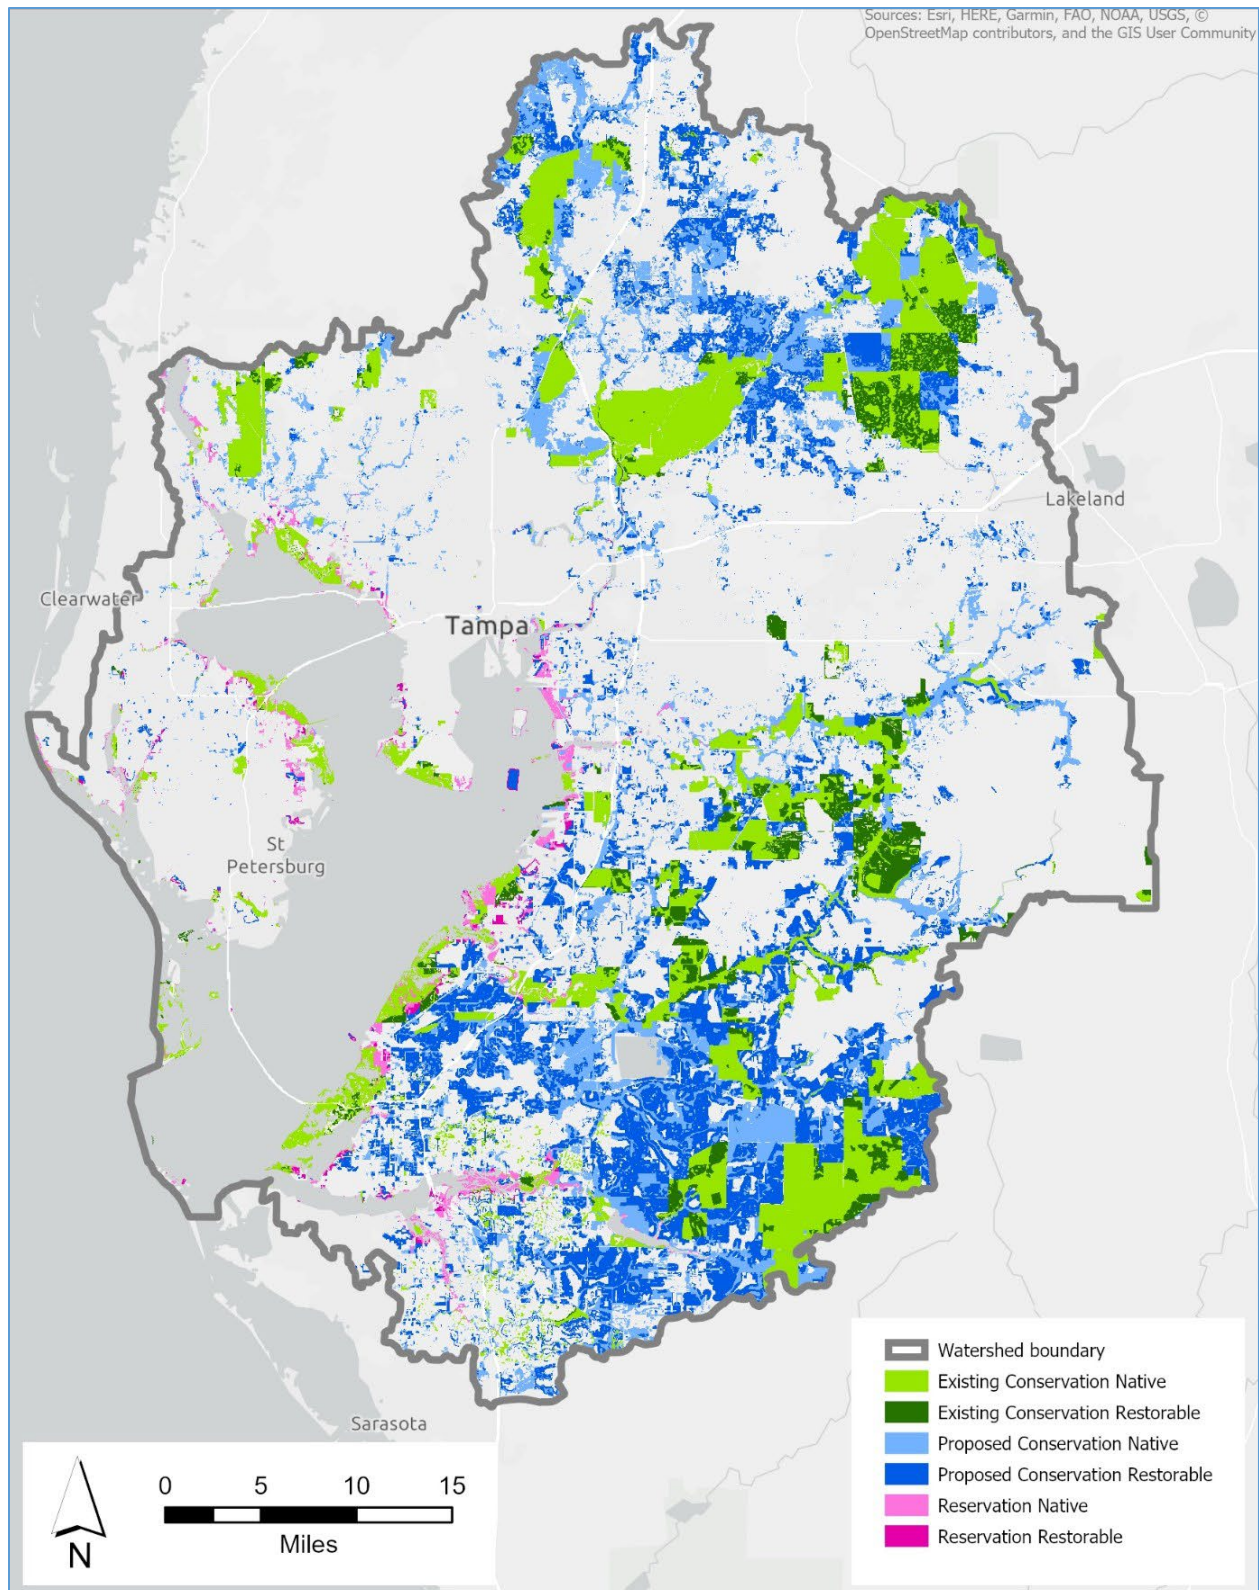 Sources: Esri, HERE, Garmin, FAO, NOAA, USGS, ©
OpenStreetMap contributors, and the GIS User Community
Lakeland
Clearwater
Tampa
St
Petersburg
Sarasota
Watershed boundary
Existing Conservation Native
Existing Conservation Restorable
Proposed Conservation Native
Proposed Conservation Restorable
Reservation Native
Reservation Restorable
0 5 10 15
Miles
N